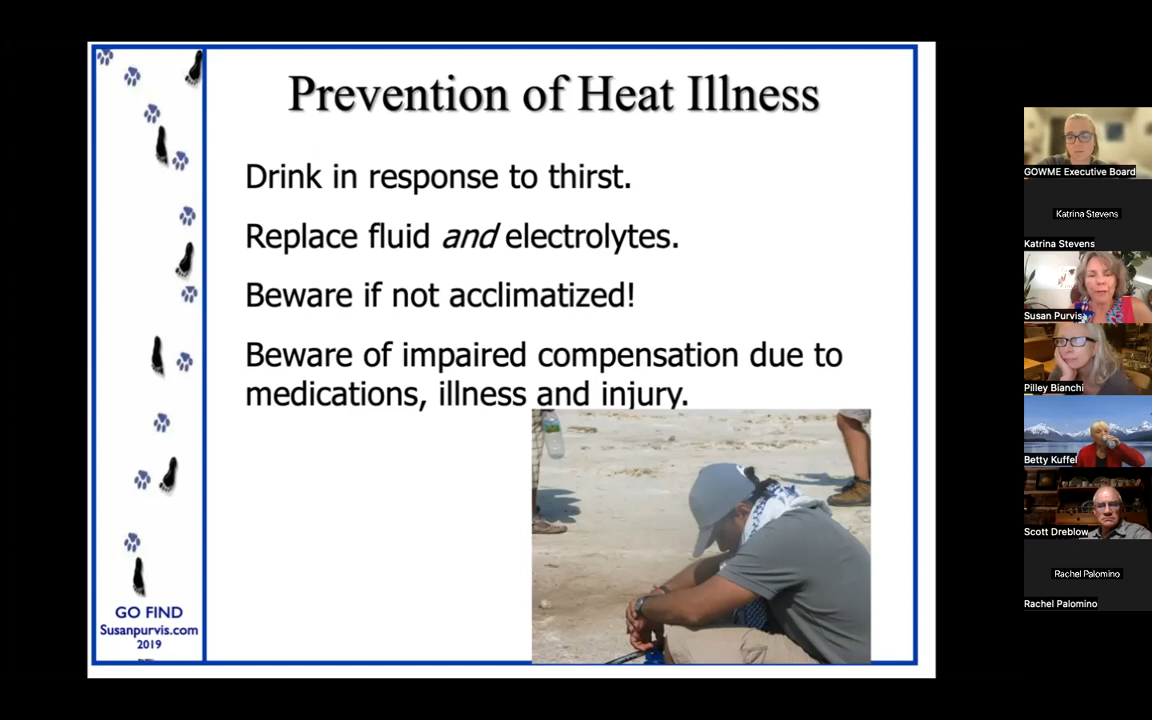 Prevention of Heat Illness
Drink in response to thirst.
Replace fluid and electrolytes.
Beware if not acclimatized!
Beware of impaired compensation due to
medications, illness and injury.
GO FIND
Susanpurvis.com
2019
GOWME Executive Board
Katrina Stevens
Katrina Stevens
Susan Purvis
Pilley Bianchi
Betty Kuffel
Scott Dreblow
Rachel Palomino
Rachel Palomino